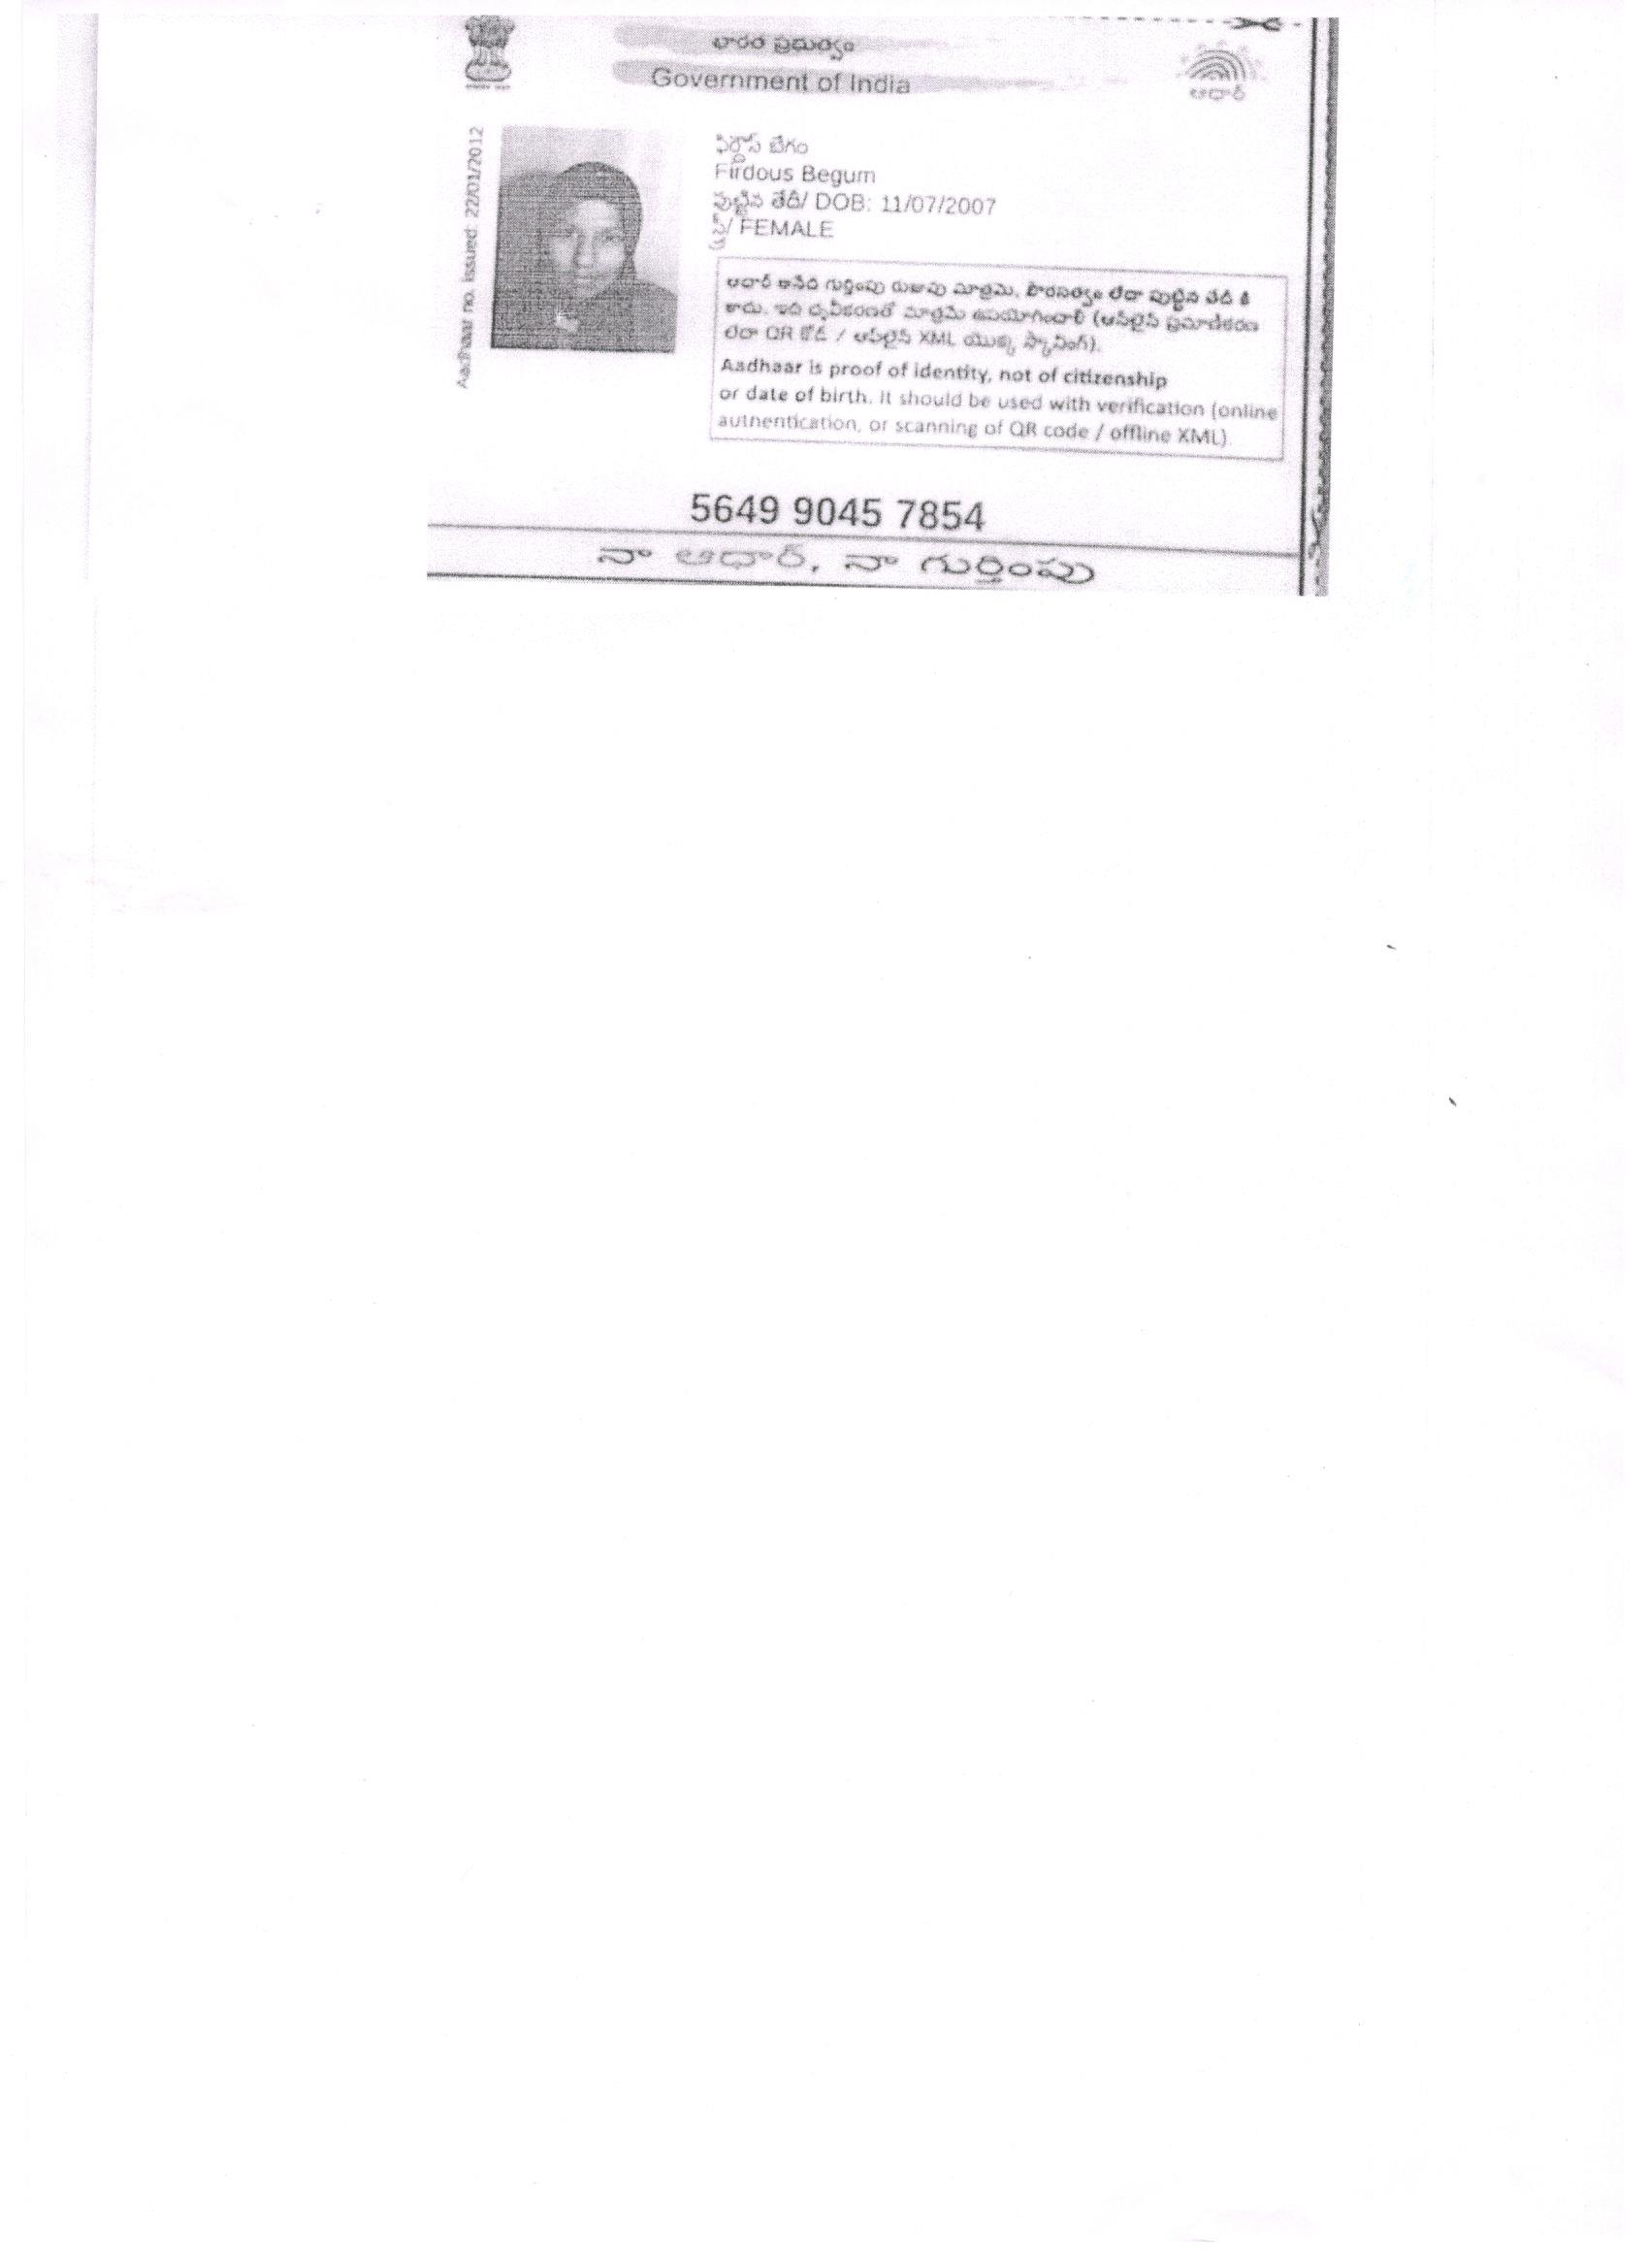 భారత ప్రభుత్వం
Government of India
ఆధార్
Aadhaar no. issued: 22/01/2012
ఫిర్దౌస్ బేగం
Firdous Begum
పుట్టిన తేదీ/ DOB: 11/07/2007
స్త్రీ/ FEMALE
ఆధార్ అనేది గుర్తింపు రుజువు మాత్రమే, పౌరసత్వం లేదా పుట్టిన తేదీ కి
కాదు. ఇది ధృవీకరణతో మాత్రమే ఉపయోగించాలి (ఆన్‌లైన్ ప్రమాణీకరణ
లేదా QR కోడ్ / ఆఫ్‌లైన్ XML యొక్క స్కానింగ్).
Aadhaar is proof of identity, not of citizenship
or date of birth. It should be used with verification (online
authentication, or scanning of QR code / offline XML).
5649 9045 7854
నా ఆధార్, నా గుర్తింపు